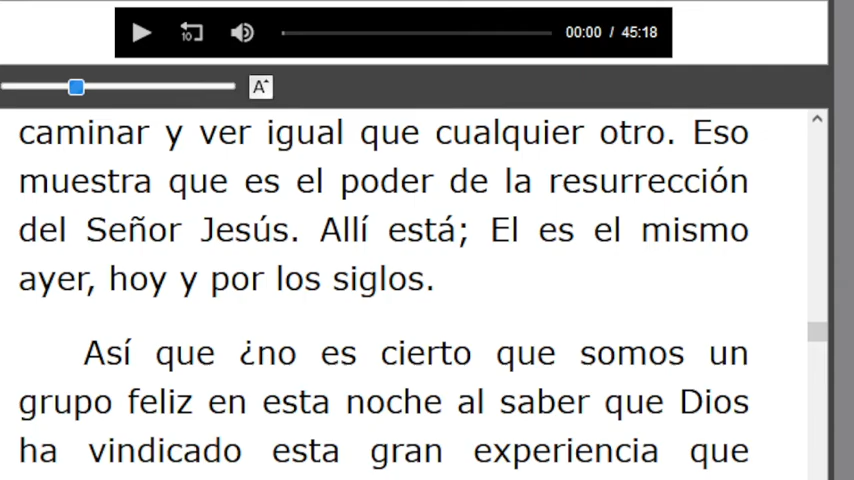 10
00:00 / 45:18
A
caminar y ver igual que cualquier otro. Eso
muestra que es el poder de la resurrección
del Señor Jesús. Allí está; El es el mismo
ayer, hoy y por los siglos.
Así que ¿no es cierto que somos un
grupo feliz en esta noche al saber que Dios
ha vindicado esta gran experiencia que